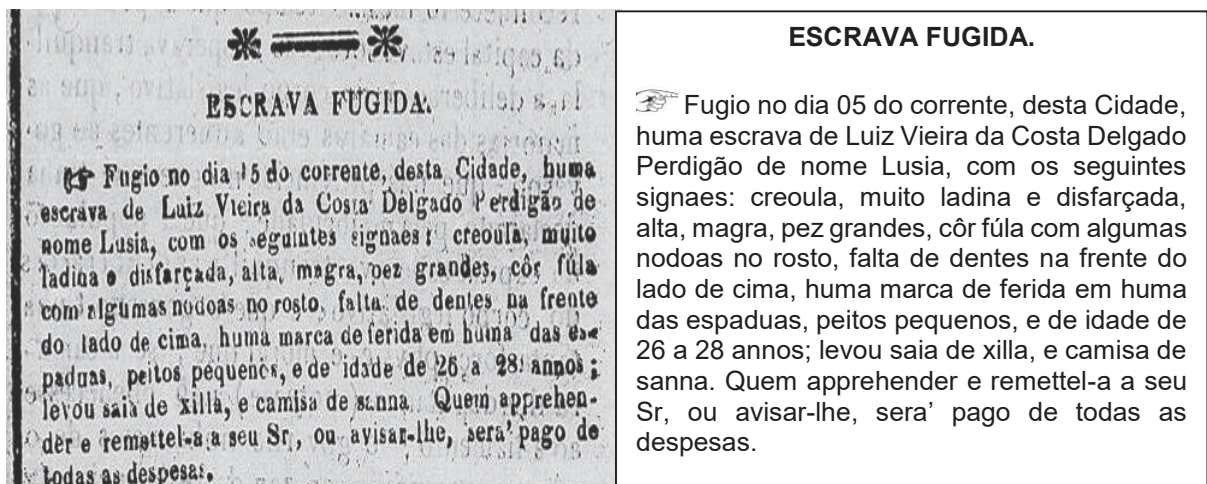 ESCRAVA FUGIDA.
Fugio no dia 15 do corrente, desta Cidade, huma
escrava de Luiz Vieira da Costa Delgado Perdigão de
nome Lusia, com os seguintes signaes: creoula, muito
ladina e disfarçada, alta, magra, pez grandes, côr fúla
com algumas nodoas no rosto, falta de dentes na frente
do lado de cima, huma marca de ferida em huma das es-
paduas, peitos pequenos, e de idade de 26 a 28 annos;
levou saia de xilla, e camisa de sanna Quem apprehen-
der e remettel-a a seu Sr, ou avisar-lhe, sera' pago de
todas as despesas.
ESCRAVA FUGIDA.
Fugio no dia 05 do corrente, desta Cidade,
huma escrava de Luiz Vieira da Costa Delgado
Perdigão de nome Lusia, com os seguintes
signaes: creoula, muito ladina e disfarçada,
alta, magra, pez grandes, côr fúla com algumas
nodoas no rosto, falta de dentes na frente do
lado de cima, huma marca de ferida em huma
das espaduas, peitos pequenos, e de idade de
26 a 28 annos; levou saia de xilla, e camisa de
sanna. Quem apprehender e remettel-a a seu
Sr, ou avisar-lhe, sera' pago de todas as
despesas.